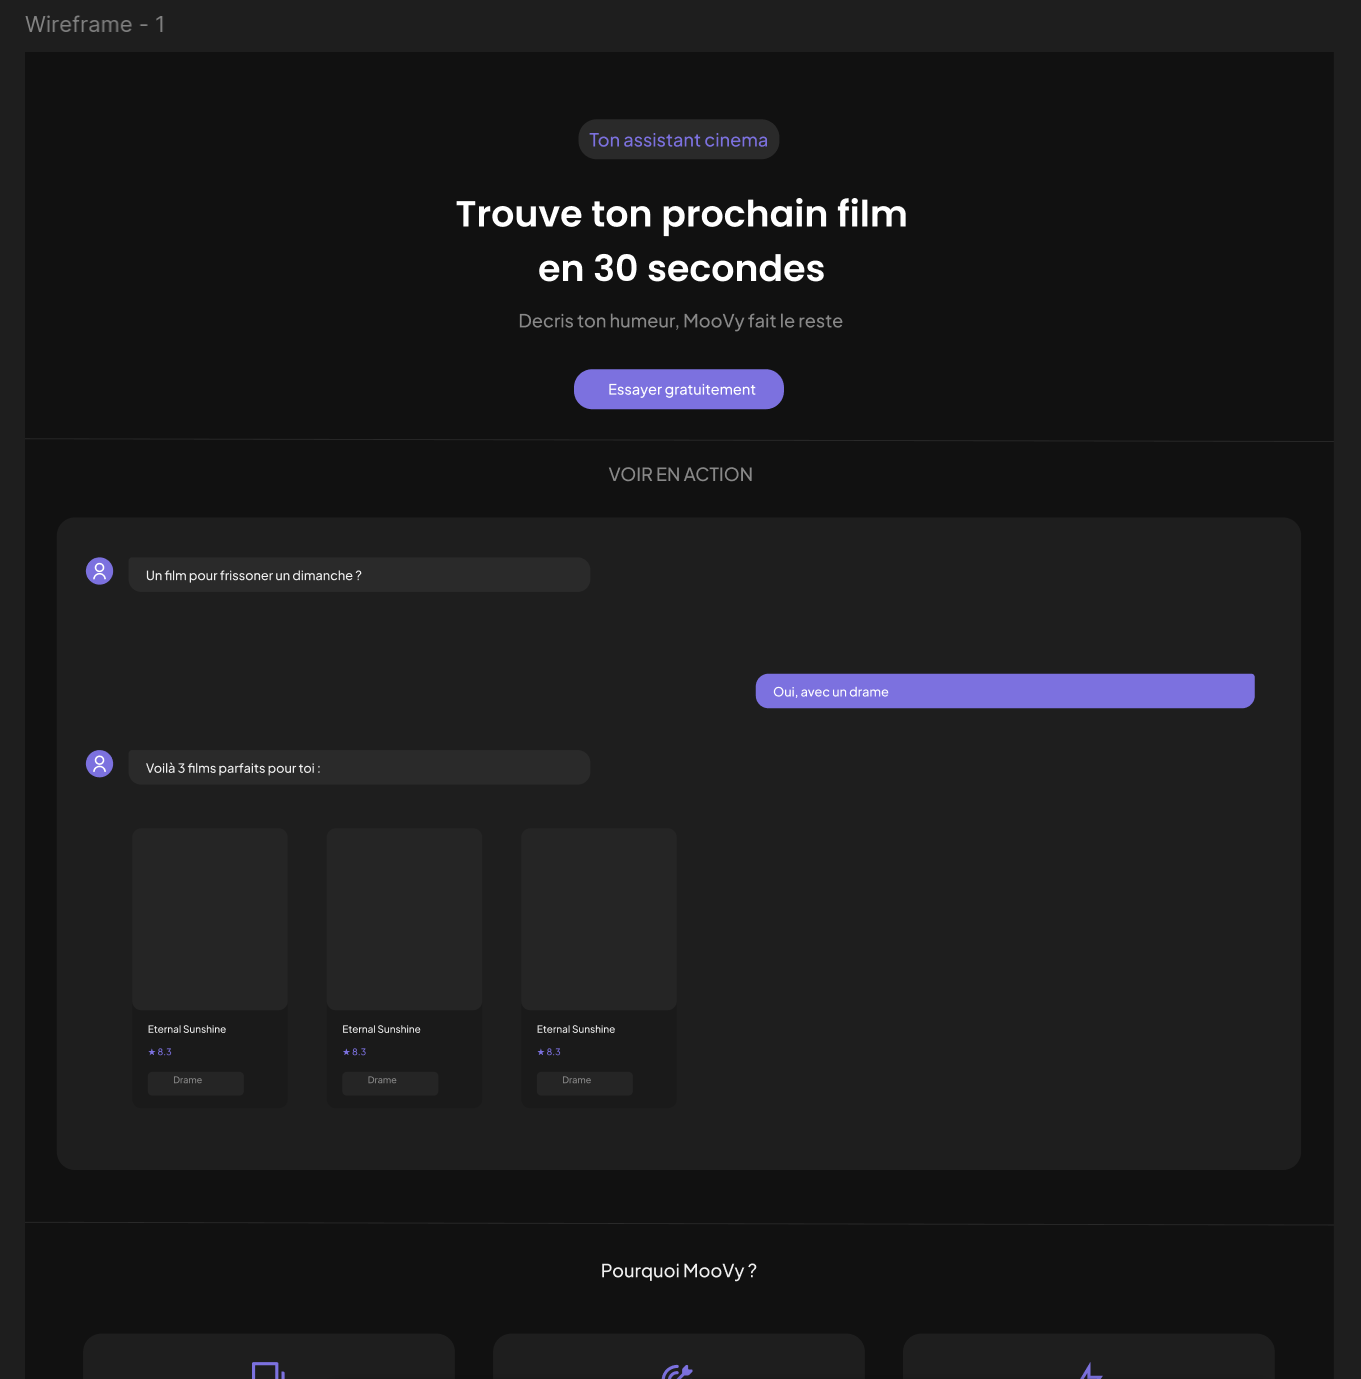 Wireframe - 1
Ton assistant cinema
Trouve ton prochain film
en 30 secondes
Decris ton humeur, MooVy fait le reste
Essayer gratuitement
VOIR EN ACTION
Un film pour frissoner un dimanche ?
Oui, avec un drame
Voilà 3 films parfaits pour toi :
Eternal Sunshine
★ 8.3
Drame
Eternal Sunshine
★ 8.3
Drame
Eternal Sunshine
★ 8.3
Drame
Pourquoi MooVy ?